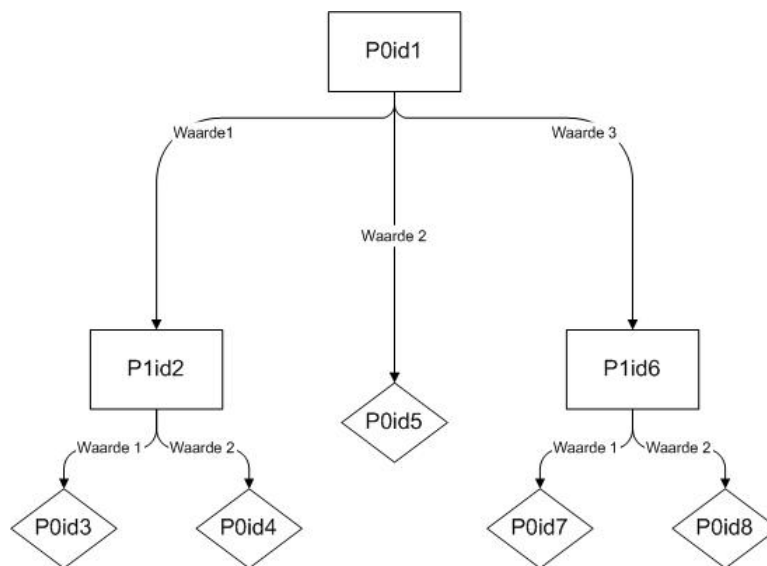 P0id1
Waarde1
Waarde 3
Waarde 2
P1id2
P1id6
P0id5
Waarde 1
Waarde 2
Waarde 1
Waarde 2
P0id3
P0id4
P0id7
P0id8